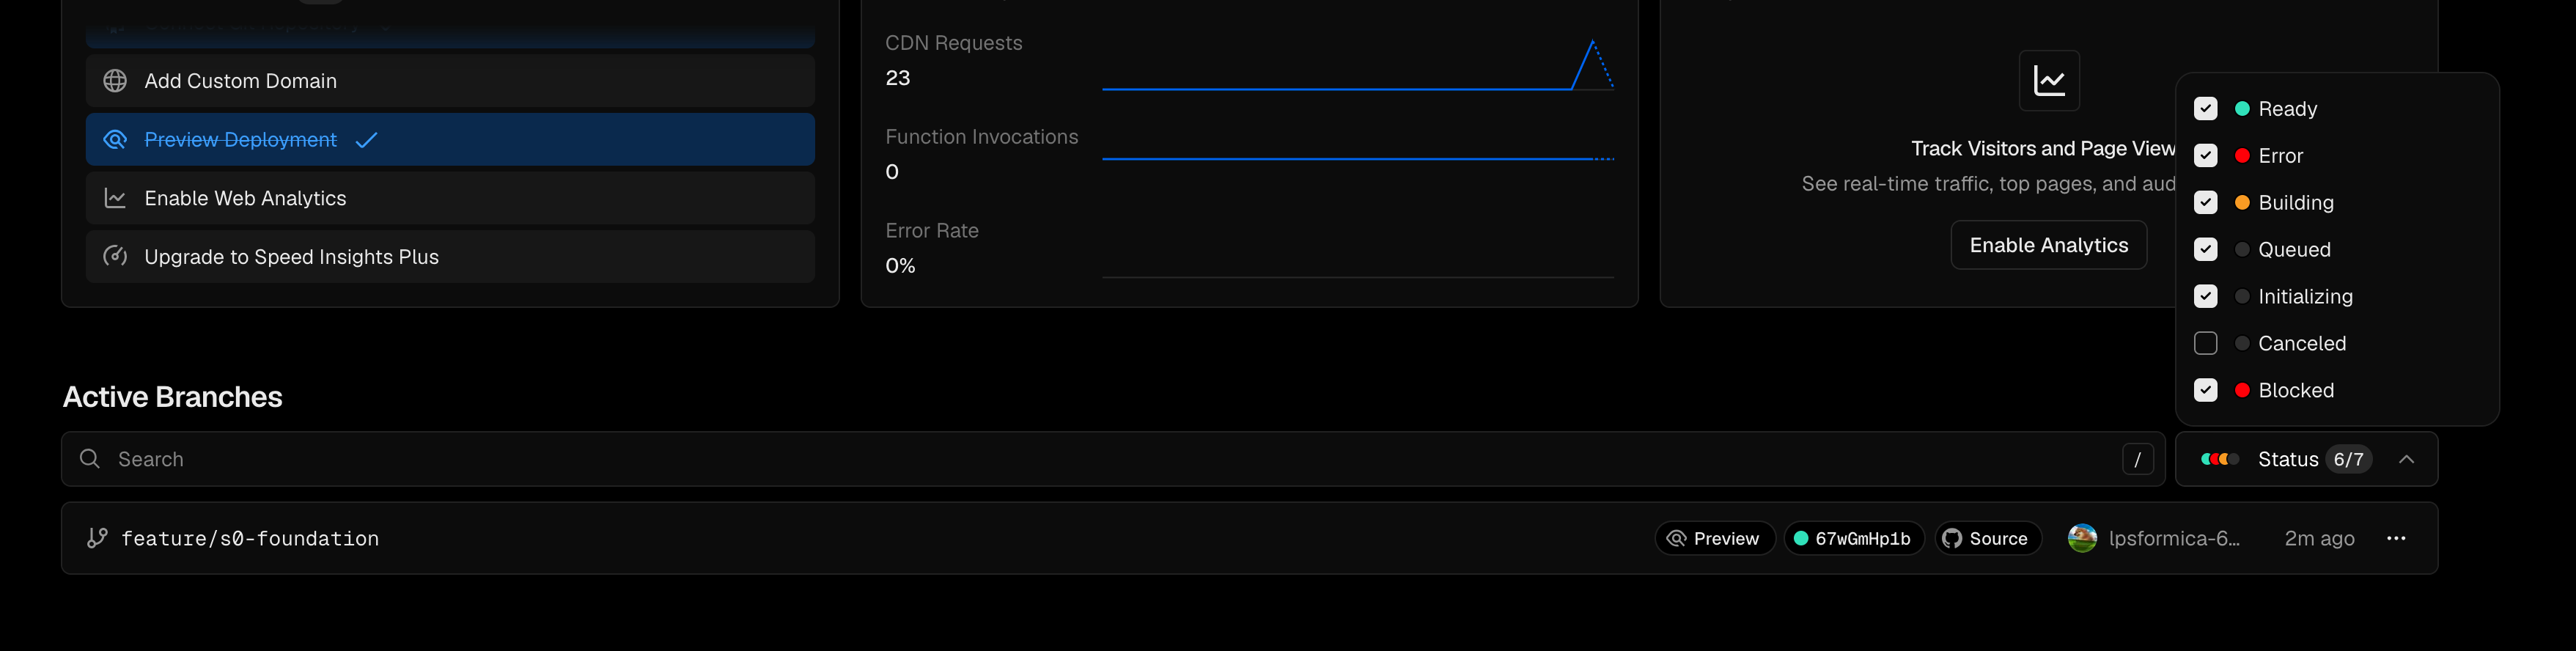 Add Custom Domain
Preview Deployment
Enable Web Analytics
Upgrade to Speed Insights Plus
CDN Requests
23
Function Invocations
0
Error Rate
0%
Track Visitors and Page View
See real-time traffic, top pages, and aud
Enable Analytics
Ready
Error
Building
Queued
Initializing
Canceled
Blocked
Active Branches
Search /
Status 6/7
feature/s0-foundation Preview 67wGmHp1b Source lpsformica-6... 2m ago